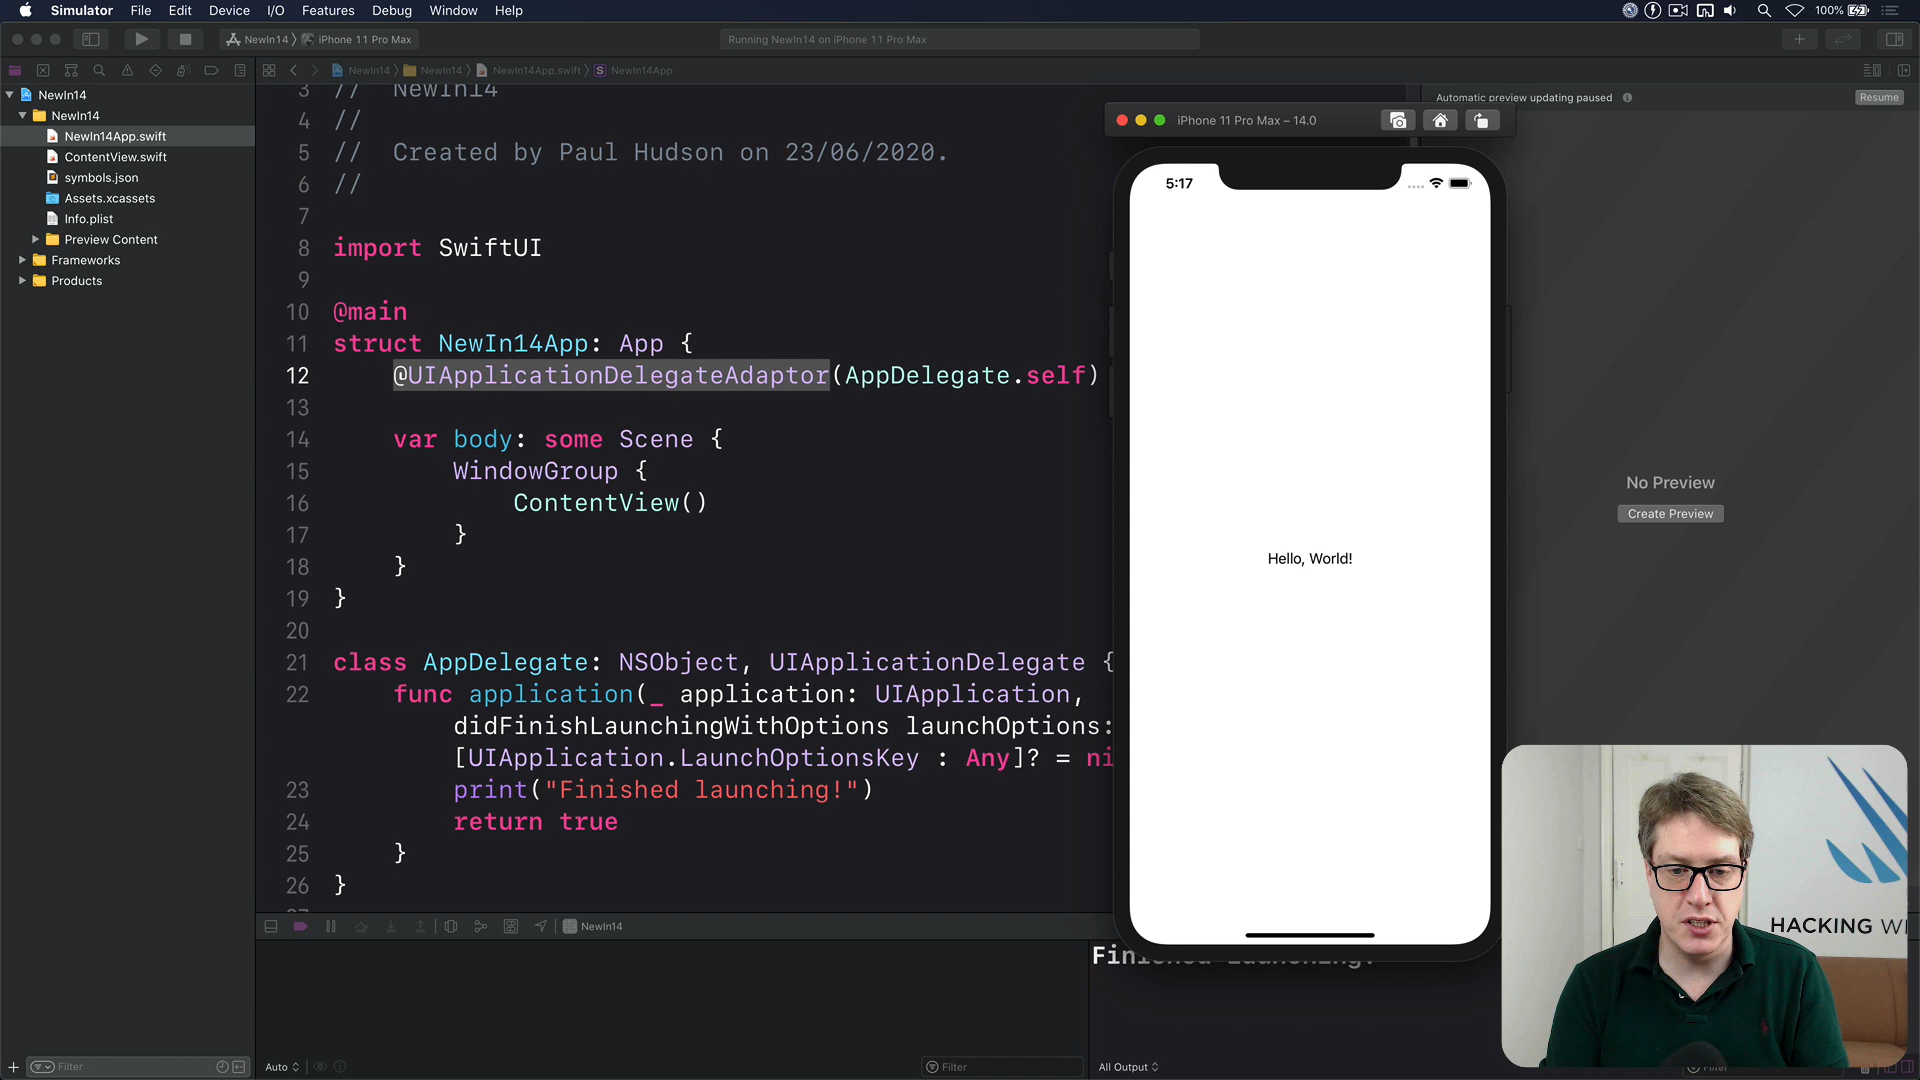 Simulator File Edit View Device I/O Features Debug Window Help
100%
NewIn14 iPhone 11 Pro Max
Running NewIn14 on iPhone 11 Pro Max
NewIn14 NewIn14 NewIn14App.swift S NewIn14App
NewIn14
NewIn14
NewIn14App.swift
ContentView.swift
symbols.json
Assets.xcassets
Info.plist
Preview Content
Frameworks
Products
Filter
3 // NewIn14
4 //
5 // Created by Paul Hudson on 23/06/2020.
6 //
7
8 import SwiftUI
9
10 @main
11 struct NewIn14App: App {
12 @UIApplicationDelegateAdaptor(AppDelegate.self)
13
14 var body: some Scene {
15 WindowGroup {
16 ContentView()
17 }
18 }
19 }
20
21 class AppDelegate: NSObject, UIApplicationDelegate {
22 func application(_ application: UIApplication,
didFinishLaunchingWithOptions launchOptions:
[UIApplication.LaunchOptionsKey : Any]? = ni
23 print("Finished launching!")
24 return true
25 }
26 }
NewIn14
Auto
Filter
Finished launching!
All Output
Filter
Automatic preview updating paused
Resume
No Preview
Create Preview
iPhone 11 Pro Max – 14.0
5:17
Hello, World!
HACKING WI